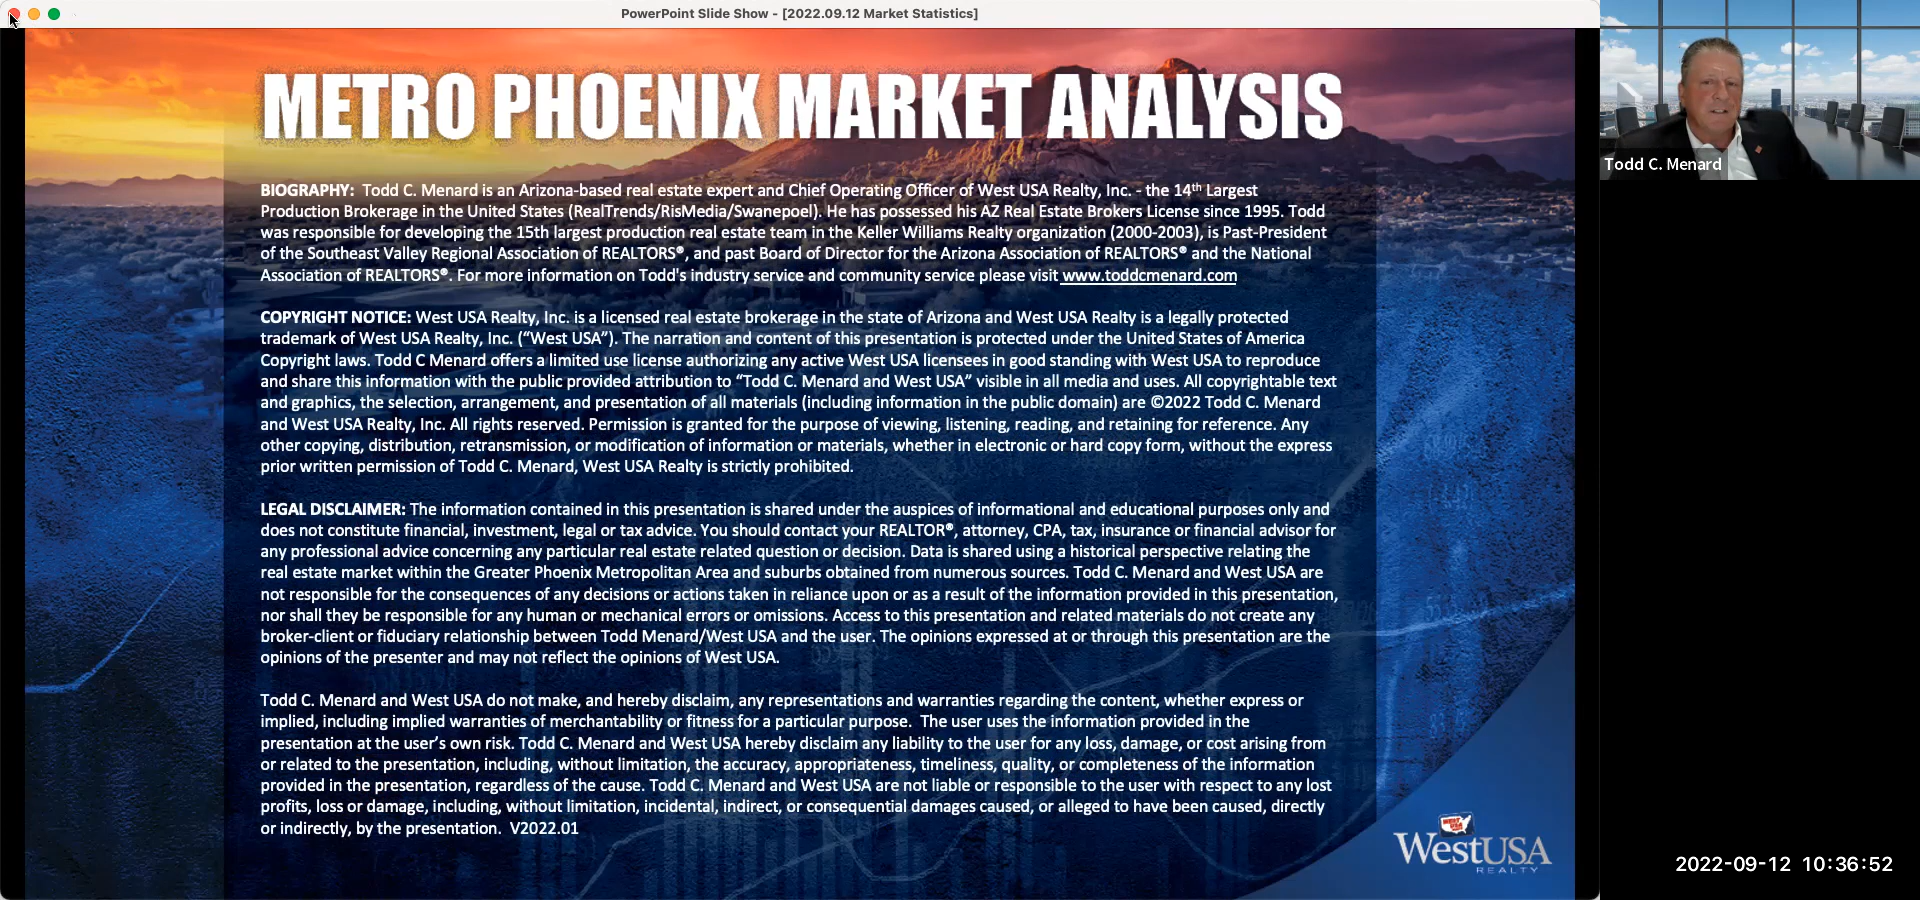 PowerPoint Slide Show - [2022.09.12 Market Statistics]
METRO PHOENIX MARKET ANALYSIS
BIOGRAPHY: Todd C. Menard is an Arizona-based real estate expert and Chief Operating Officer of West USA Realty, Inc. - the 14th Largest
Production Brokerage in the United States (RealTrends/RisMedia/Swanepoel). He has possessed his AZ Real Estate Brokers License since 1995. Todd
was responsible for developing the 15th largest production real estate team in the Keller Williams Realty organization (2000-2003), is Past-President
of the Southeast Valley Regional Association of REALTORS®, and past Board of Director for the Arizona Association of REALTORS® and the National
Association of REALTORS®. For more information on Todd's industry service and community service please visit www.toddcmenard.com
COPYRIGHT NOTICE: West USA Realty, Inc. is a licensed real estate brokerage in the state of Arizona and West USA Realty is a legally protected
trademark of West USA Realty, Inc. (“West USA”). The narration and content of this presentation is protected under the United States of America
Copyright laws. Todd C Menard offers a limited use license authorizing any active West USA licensees in good standing with West USA to reproduce
and share this information with the public provided attribution to “Todd C. Menard and West USA” visible in all media and uses. All copyrightable text
and graphics, the selection, arrangement, and presentation of all materials (including information in the public domain) are ©2022 Todd C. Menard
and West USA Realty, Inc. All rights reserved. Permission is granted for the purpose of viewing, listening, reading, and retaining for reference. Any
other copying, distribution, retransmission, or modification of information or materials, whether in electronic or hard copy form, without the express
prior written permission of Todd C. Menard, West USA Realty is strictly prohibited.
LEGAL DISCLAIMER: The information contained in this presentation is shared under the auspices of informational and educational purposes only and
does not constitute financial, investment, legal or tax advice. You should contact your REALTOR®, attorney, CPA, tax, insurance or financial advisor for
any professional advice concerning any particular real estate related question or decision. Data is shared using a historical perspective relating the
real estate market within the Greater Phoenix Metropolitan Area and suburbs obtained from numerous sources. Todd C. Menard and West USA are
not responsible for the consequences of any decisions or actions taken in reliance upon or as a result of the information provided in this presentation,
nor shall they be responsible for any human or mechanical errors or omissions. Access to this presentation and related materials do not create any
broker-client or fiduciary relationship between Todd Menard/West USA and the user. The opinions expressed at or through this presentation are the
opinions of the presenter and may not reflect the opinions of West USA.
Todd C. Menard and West USA do not make, and hereby disclaim, any representations and warranties regarding the content, whether express or
implied, including implied warranties of merchantability or fitness for a particular purpose. The user uses the information provided in the
presentation at the user’s own risk. Todd C. Menard and West USA hereby disclaim any liability to the user for any loss, damage, or cost arising from
or related to the presentation, including, without limitation, the accuracy, appropriateness, timeliness, quality, or completeness of the information
provided in the presentation, regardless of the cause. Todd C. Menard and West USA are not liable or responsible to the user with respect to any lost
profits, loss or damage, including, without limitation, incidental, indirect, or consequential damages caused, or alleged to have been caused, directly
or indirectly, by the presentation. V2022.01
WEST USA
WESTUSA
REALTY
Todd C. Menard
2022-09-12 10:36:52